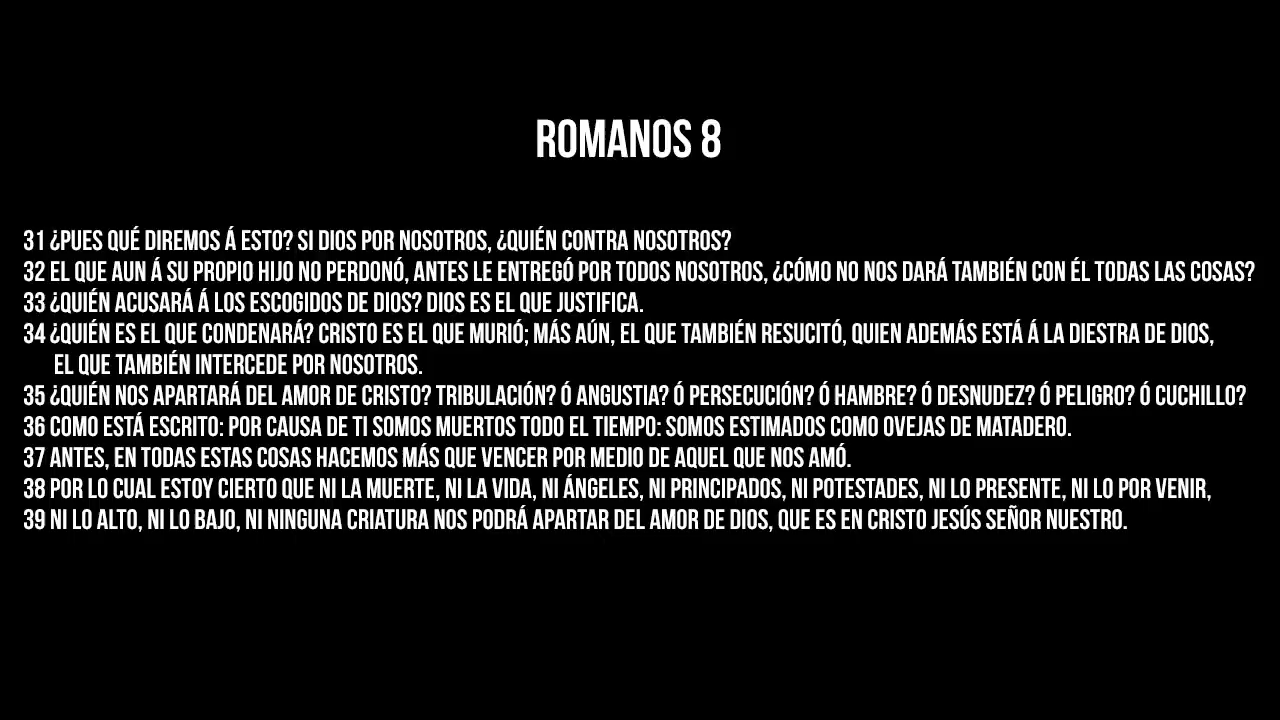 ROMANOS 8
31 ¿PUES QUÉ DIREMOS Á ESTO? SI DIOS POR NOSOTROS, ¿QUIÉN CONTRA NOSOTROS?
32 EL QUE AUN Á SU PROPIO HIJO NO PERDONÓ, ANTES LE ENTREGÓ POR TODOS NOSOTROS, ¿CÓMO NO NOS DARÁ TAMBIÉN CON ÉL TODAS LAS COSAS?
33 ¿QUIÉN ACUSARÁ Á LOS ESCOGIDOS DE DIOS? DIOS ES EL QUE JUSTIFICA.
34 ¿QUIÉN ES EL QUE CONDENARÁ? CRISTO ES EL QUE MURIÓ; MÁS AÚN, EL QUE TAMBIÉN RESUCITÓ, QUIEN ADEMÁS ESTÁ Á LA DIESTRA DE DIOS,
EL QUE TAMBIÉN INTERCEDE POR NOSOTROS.
35 ¿QUIÉN NOS APARTARÁ DEL AMOR DE CRISTO? TRIBULACIÓN? Ó ANGUSTIA? Ó PERSECUCIÓN? Ó HAMBRE? Ó DESNUDEZ? Ó PELIGRO? Ó CUCHILLO?
36 COMO ESTÁ ESCRITO: POR CAUSA DE TI SOMOS MUERTOS TODO EL TIEMPO: SOMOS ESTIMADOS COMO OVEJAS DE MATADERO.
37 ANTES, EN TODAS ESTAS COSAS HACEMOS MÁS QUE VENCER POR MEDIO DE AQUEL QUE NOS AMÓ.
38 POR LO CUAL ESTOY CIERTO QUE NI LA MUERTE, NI LA VIDA, NI ÁNGELES, NI PRINCIPADOS, NI POTESTADES, NI LO PRESENTE, NI LO POR VENIR,
39 NI LO ALTO, NI LO BAJO, NI NINGUNA CRIATURA NOS PODRÁ APARTAR DEL AMOR DE DIOS, QUE ES EN CRISTO JESÚS SEÑOR NUESTRO.